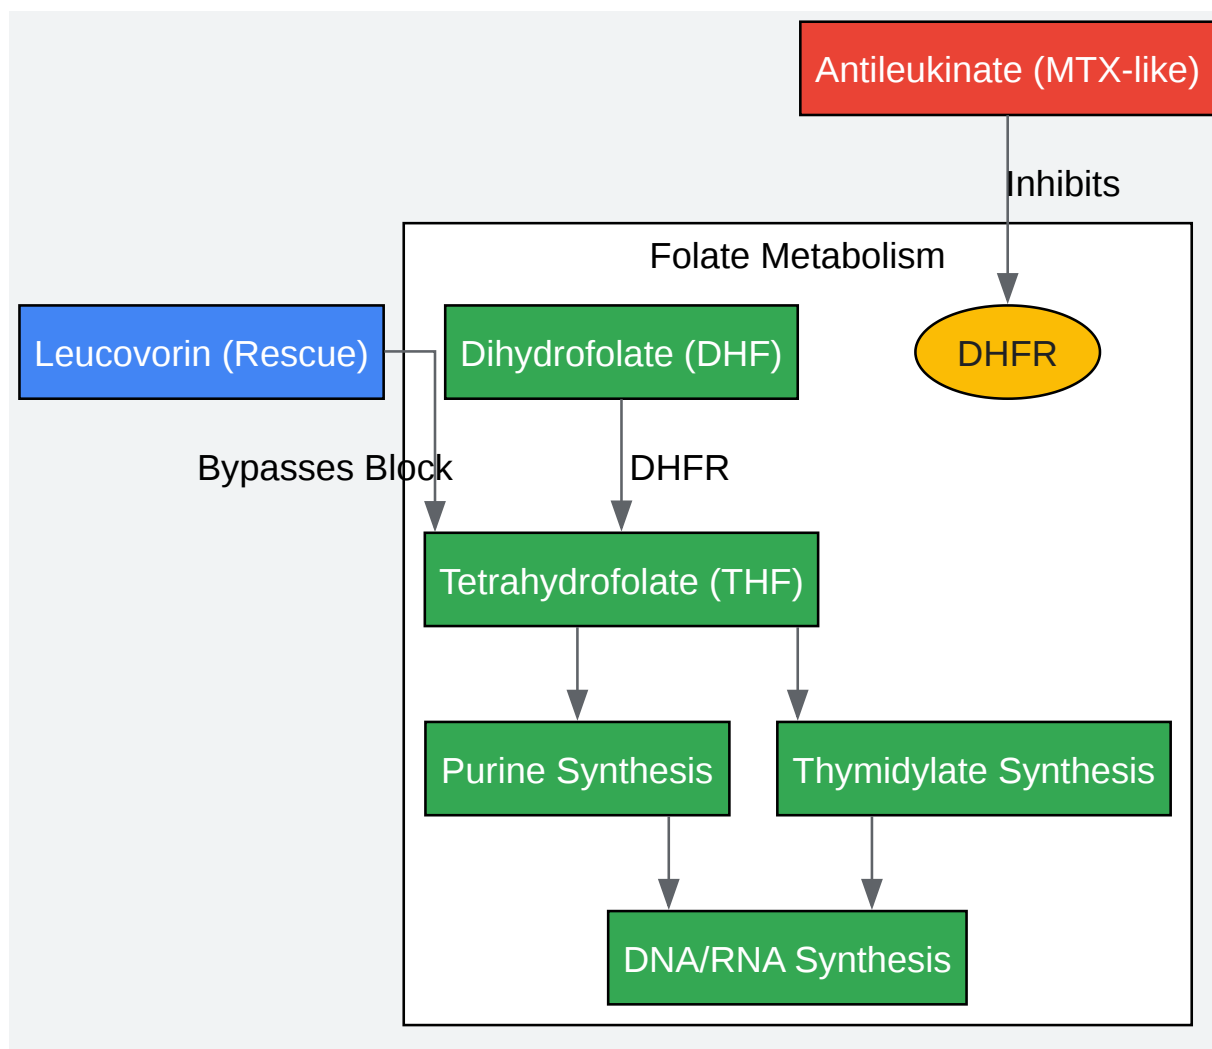 Antileukinate (MTX-like)
Inhibits
Folate Metabolism
Leucovorin (Rescue)
Dihydrofolate (DHF)
DHFR
Bypasses Block
DHFR
Tetrahydrofolate (THF)
Purine Synthesis
Thymidylate Synthesis
DNA/RNA Synthesis